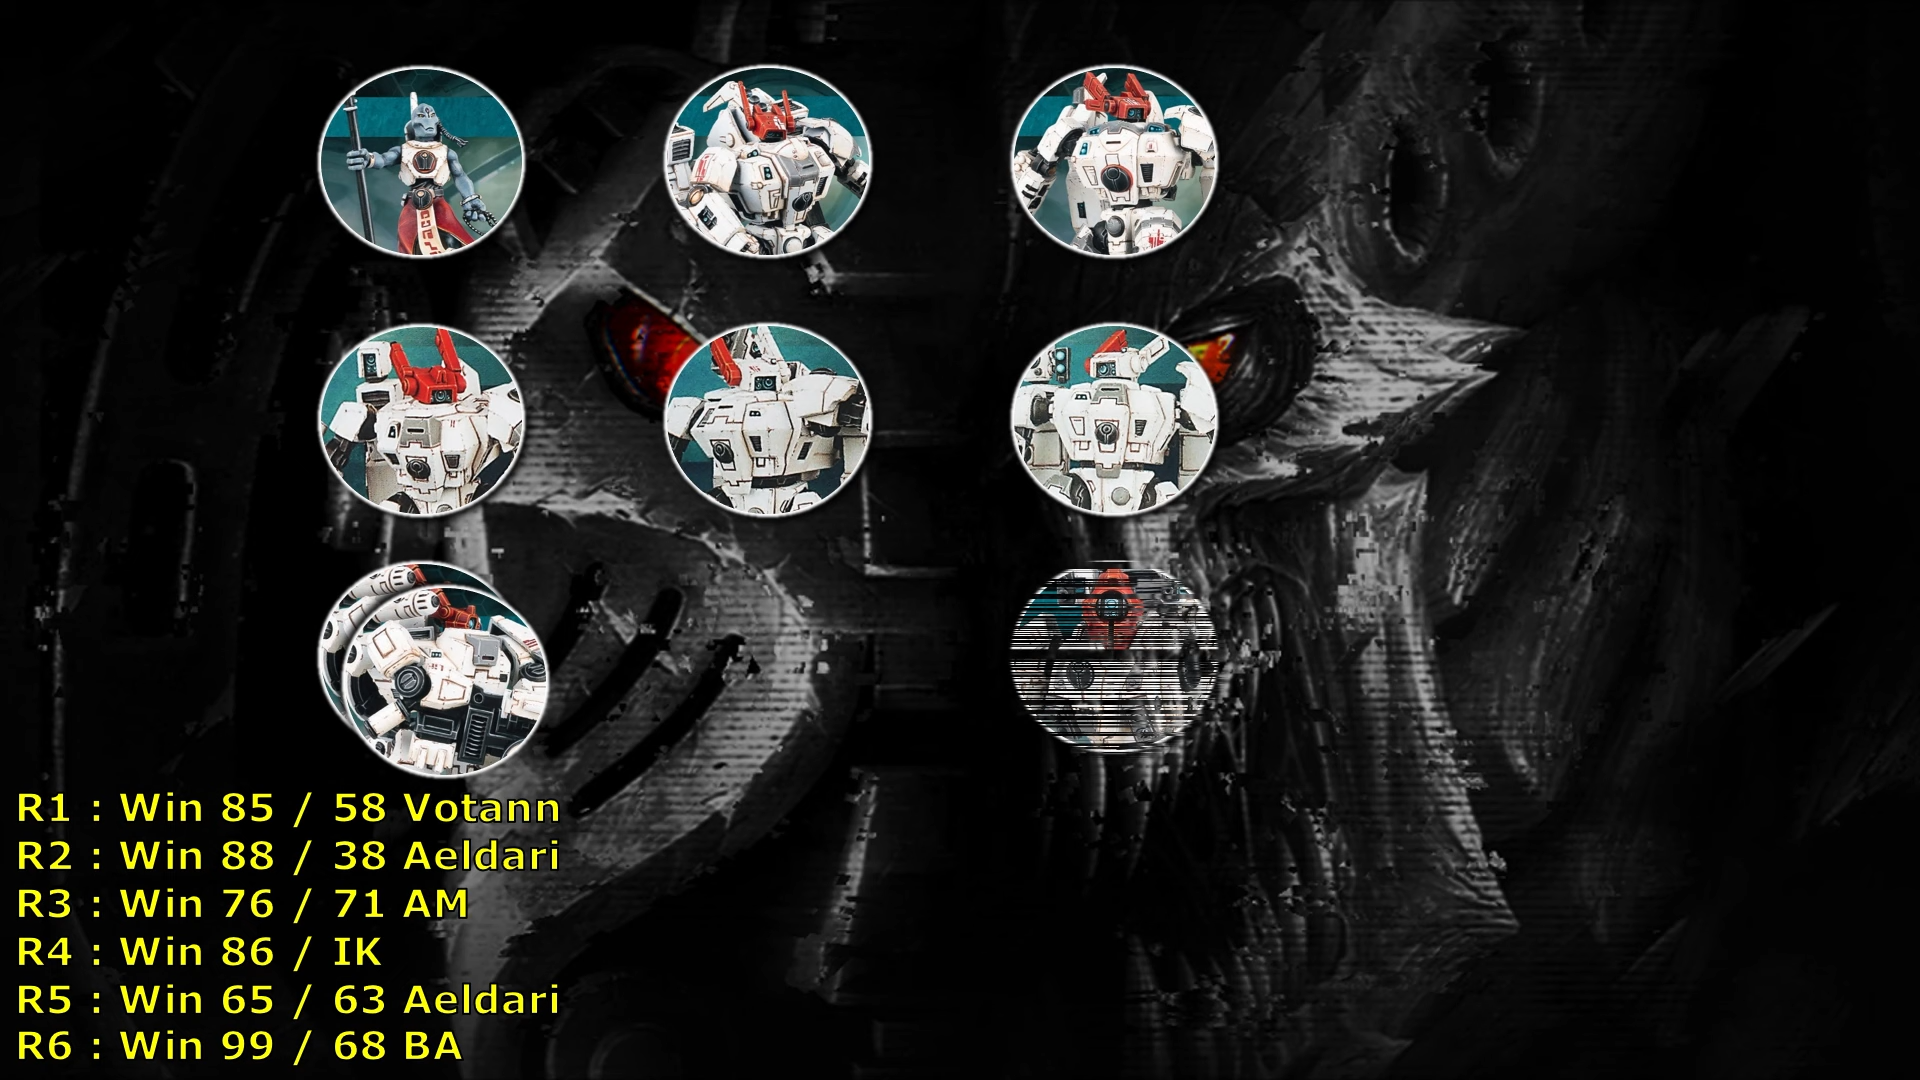 R1 : Win 85 / 58 Votann
R2 : Win 88 / 38 Aeldari
R3 : Win 76 / 71 AM
R4 : Win 86 / IK
R5 : Win 65 / 63 Aeldari
R6 : Win 99 / 68 BA